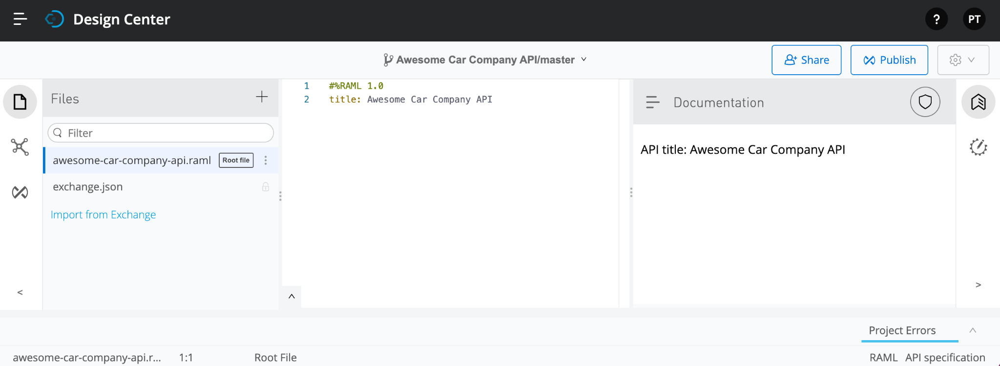 Design Center
?
PT
Awesome Car Company API/master
Share
Publish
Files
Filter
awesome-car-company-api.raml
Root file
exchange.json
Import from Exchange
1 #%RAML 1.0
2 title: Awesome Car Company API
Documentation
API title: Awesome Car Company API
Project Errors
awesome-car-company-api.r...
1:1
Root File
RAML
API specification